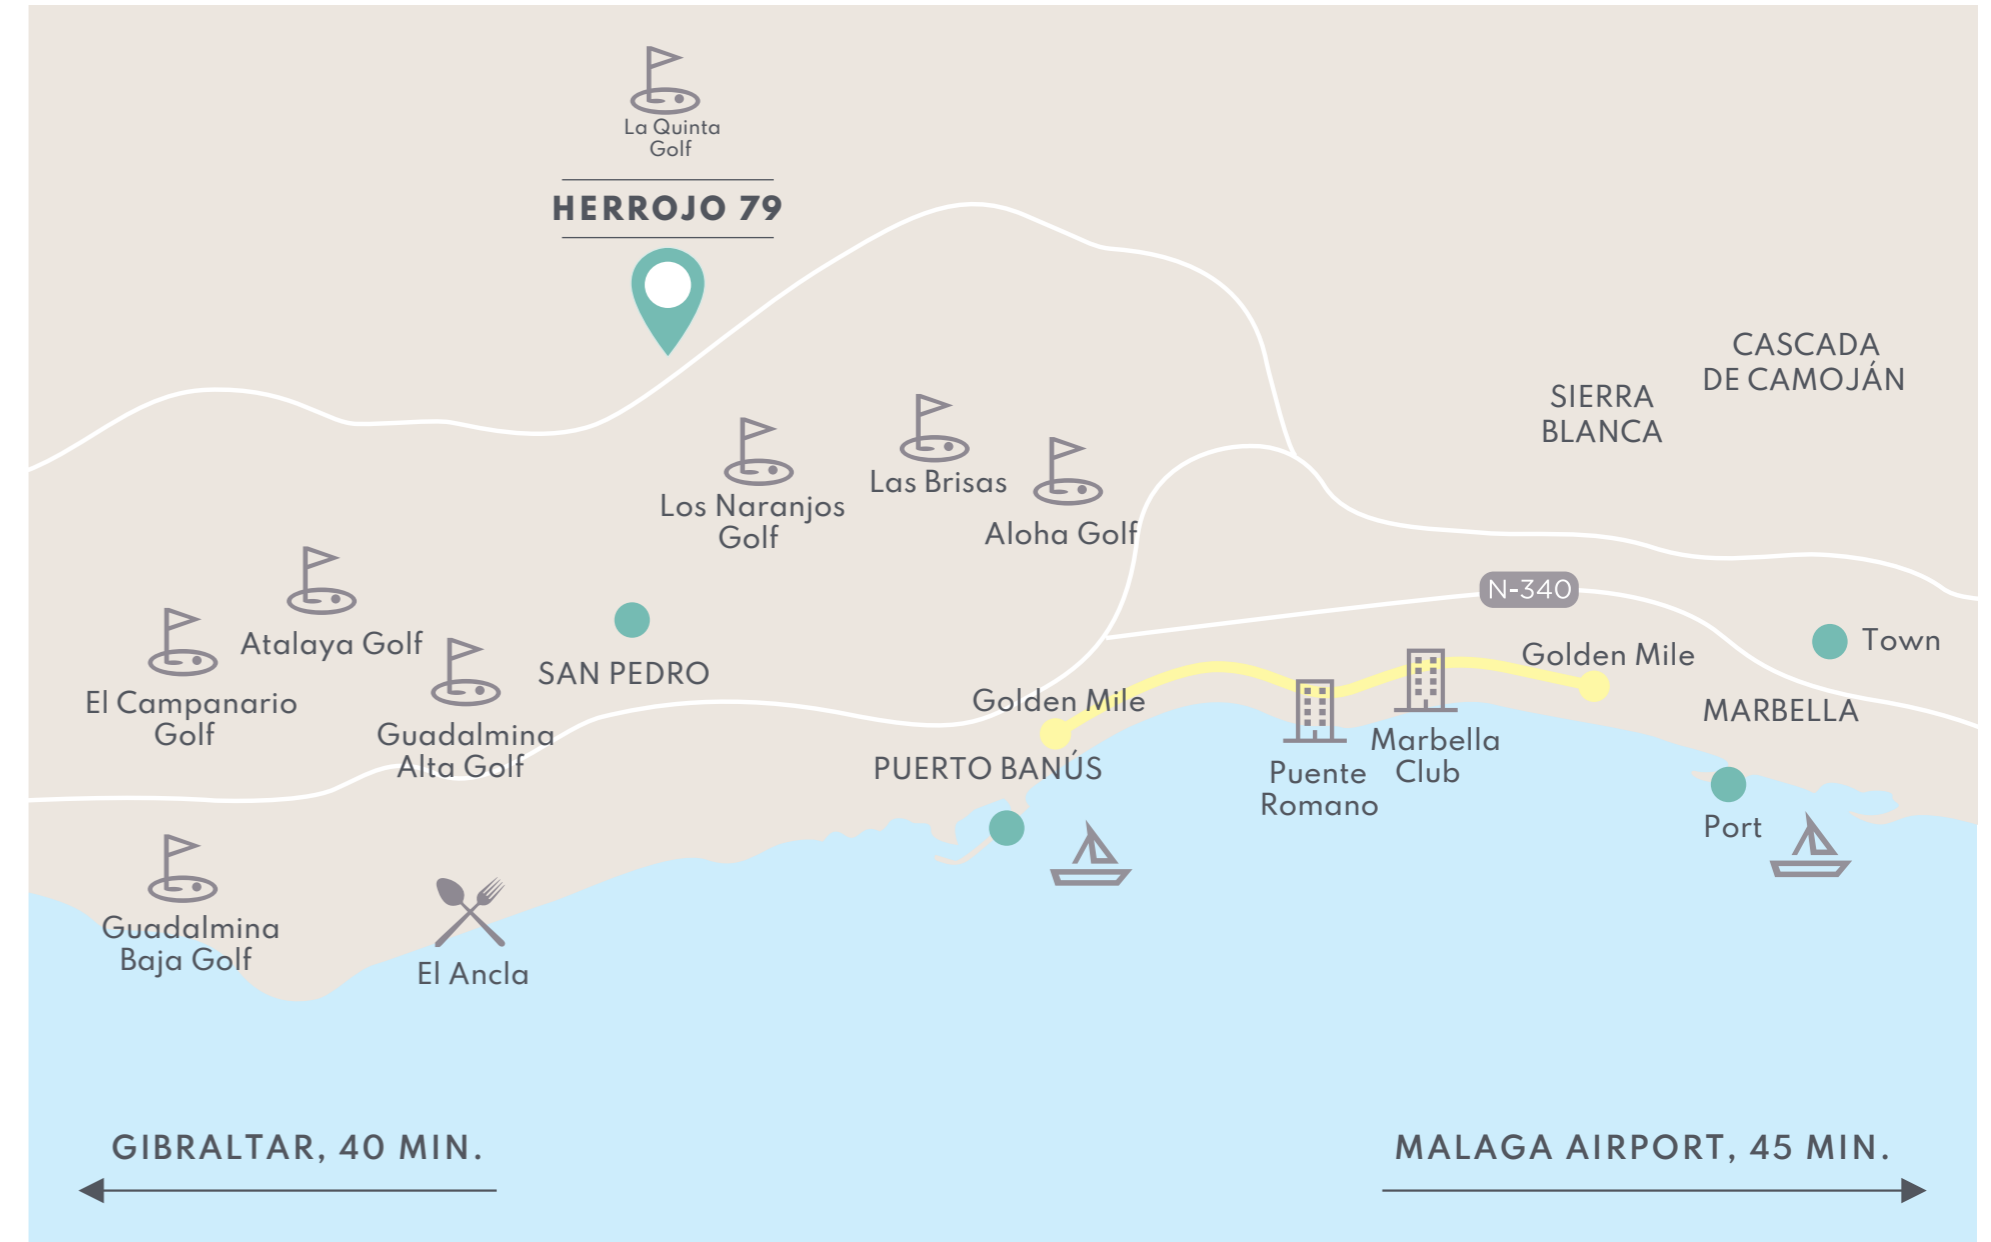 La Quinta
Golf
HERROJO 79
CASCADA
DE CAMOJÁN
SIERRA
BLANCA
Las Brisas
Los Naranjos
Golf
Aloha Golf
N-340
Atalaya Golf
SAN PEDRO
Town
Golden Mile
El Campanario
Golf
Golden Mile
MARBELLA
Guadalmina
Alta Golf
PUERTO BANÚS
Marbella
Club
Puente
Romano
Port
Guadalmina
Baja Golf
El Ancla
GIBRALTAR, 40 MIN.
MALAGA AIRPORT, 45 MIN.